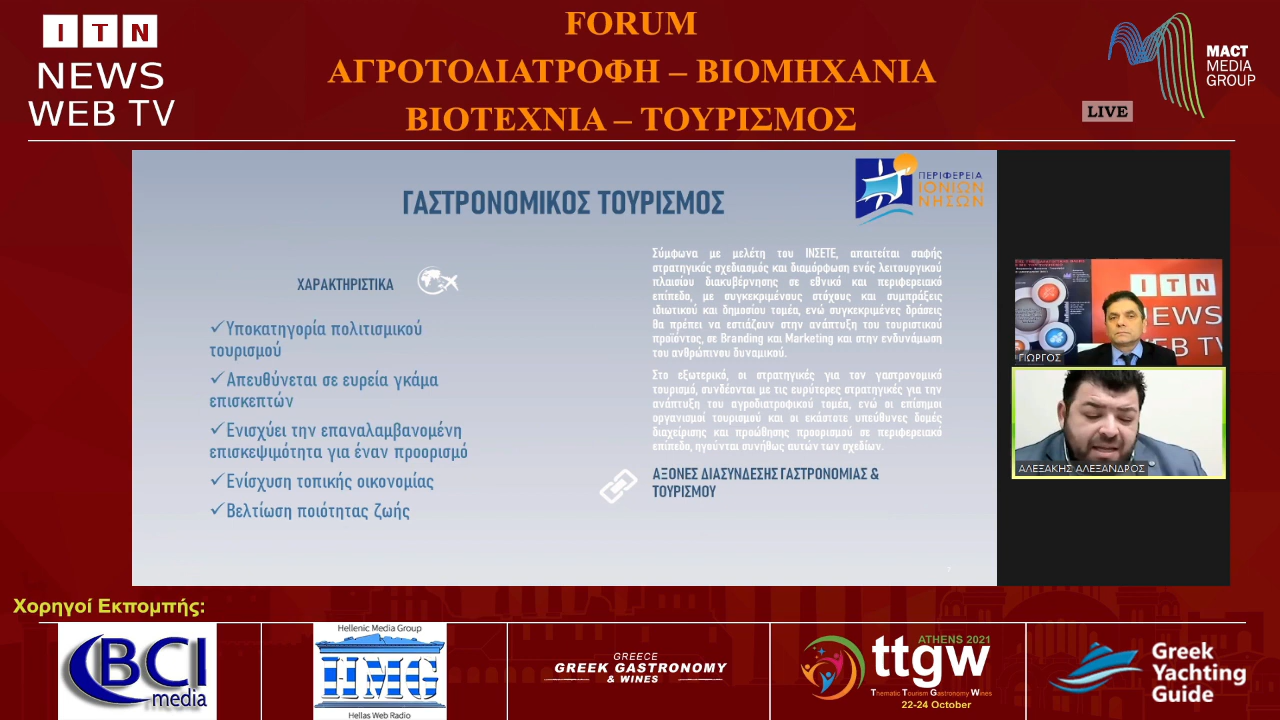 ITN
NEWS
WEB TV
FORUM
ΑΓΡΟΤΟΔΙΑΤΡΟΦΗ – ΒΙΟΜΗΧΑΝΙΑ
ΒΙΟΤΕΧΝΙΑ – ΤΟΥΡΙΣΜΟΣ
MACT
MEDIA
GROUP
LIVE
ΓΑΣΤΡΟΝΟΜΙΚΟΣ ΤΟΥΡΙΣΜΟΣ
ΠΕΡΙΦΕΡΕΙΑ
ΙΟΝΙΩΝ
ΝΗΣΩΝ
ΧΑΡΑΚΤΗΡΙΣΤΙΚΑ
✓Υποκατηγορία πολιτισμικού
τουρισμού
✓Απευθύνεται σε ευρεία γκάμα
επισκεπτών
✓Ενισχύει την επαναλαμβανομένη
επισκεψιμότητα για έναν προορισμό
✓Ενίσχυση τοπικής οικονομίας
✓Βελτίωση ποιότητας ζωής
Σύμφωνα με μελέτη του ΙΝΣΕΤΕ, απαιτείται σαφής
στρατηγικός σχεδιασμός και διαμόρφωση ενός λειτουργικού
πλαισίου διακυβέρνησης σε εθνικό και περιφερειακό
επίπεδο, με συγκεκριμένους στόχους και συμπράξεις
ιδιωτικού και δημοσίου τομέα, ενώ συγκεκριμένες δράσεις
θα πρέπει να εστιάζουν στην ανάπτυξη του τουριστικού
προϊόντος, σε Branding και Marketing και στην ενδυνάμωση
του ανθρώπινου δυναμικού.
Στο εξωτερικό, οι στρατηγικές για τον γαστρονομικό
τουρισμό, συνδέονται με τις ευρύτερες στρατηγικές για την
ανάπτυξη του αγροδιατροφικού τομέα, ενώ οι επίσημοι
οργανισμοί τουρισμού και οι εκάστοτε υπεύθυνες δομές
διαχείρισης και προώθησης προορισμού σε περιφερειακό
επίπεδο, ηγούνται συνήθως αυτών των σχεδίων.
ΑΞΟΝΕΣ ΔΙΑΣΥΝΔΕΣΗΣ ΓΑΣΤΡΟΝΟΜΙΑΣ &
ΤΟΥΡΙΣΜΟΥ
ITN
NEWS
WEB TV
ΓΙΩΡΓΟΣ
ΑΛΕΞΑΚΗΣ ΑΛΕΞΑΝΔΡΟΣ
Χορηγοί Εκπομπής:
BCI
media
Hellenic Media Group
HMG
Hellas Web Radio
GREECE
GREEK GASTRONOMY
& WINES
ATHENS 2021
ttgw
Thematic Tourism Gastronomy Wines
22-24 October
Greek
Yachting
Guide